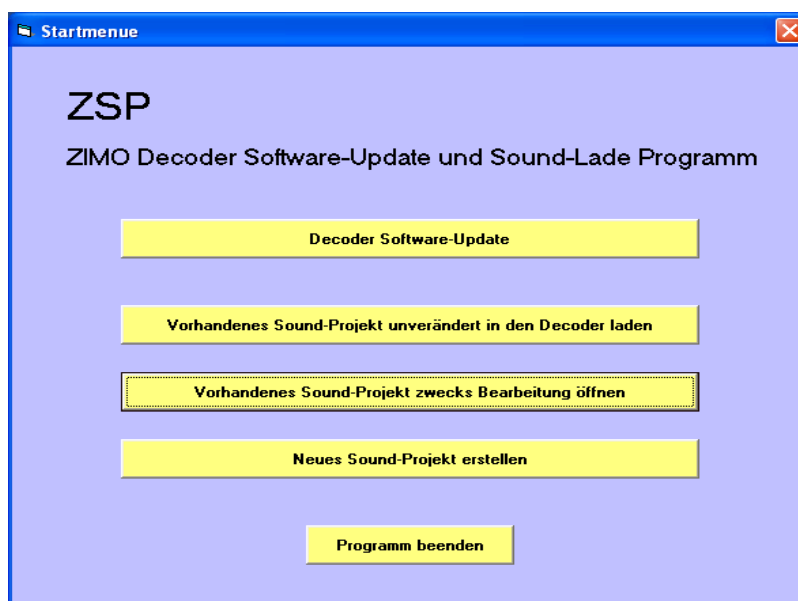 Startmenue
ZSP
ZIMO Decoder Software-Update und Sound-Lade Programm
Decoder Software-Update
Vorhandenes Sound-Projekt unverändert in den Decoder laden
Vorhandenes Sound-Projekt zwecks Bearbeitung öffnen
Neues Sound-Projekt erstellen
Programm beenden